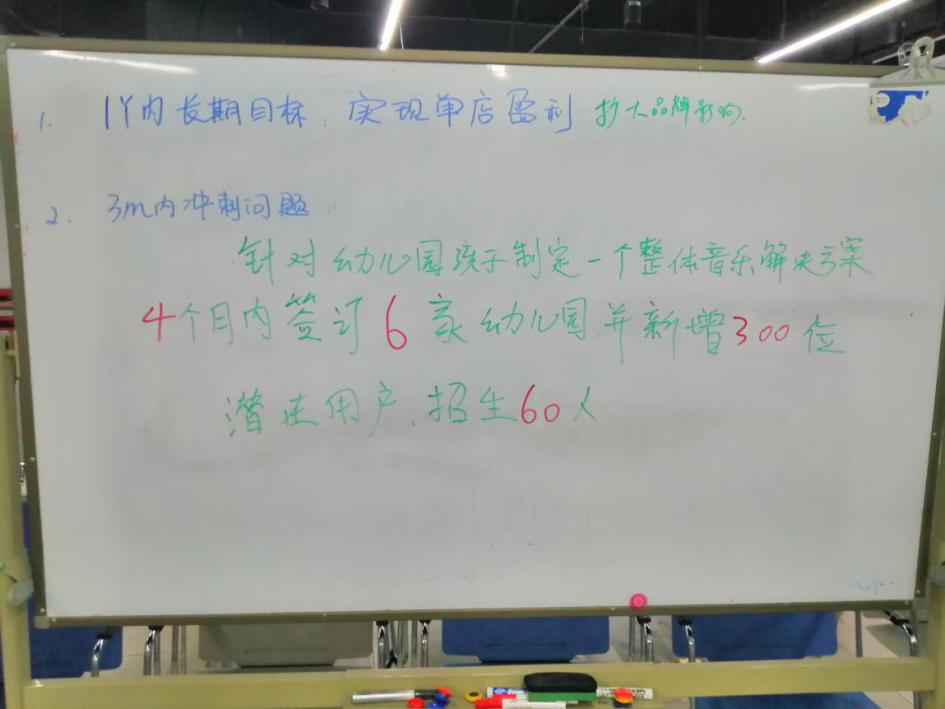 1. 1Y内长期目标: 实现单店盈利 扩大品牌影响.
2. 3m内冲刺问题
针对幼儿园孩子制定一个整体音乐解决方案
4个月内签订6家幼儿园并新增300位
潜在用户,招生60人